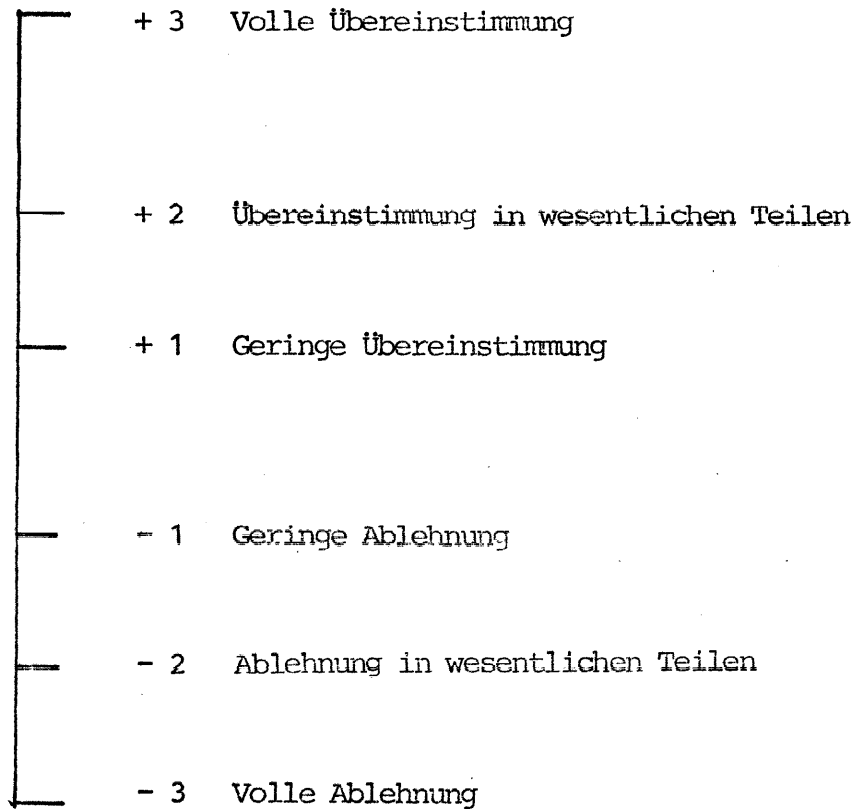 + 3 Volle Übereinstimmung
+ 2 Übereinstimmung in wesentlichen Teilen
+ 1 Geringe Übereinstimmung
- 1 Geringe Ablehnung
- 2 Ablehnung in wesentlichen Teilen
- 3 Volle Ablehnung